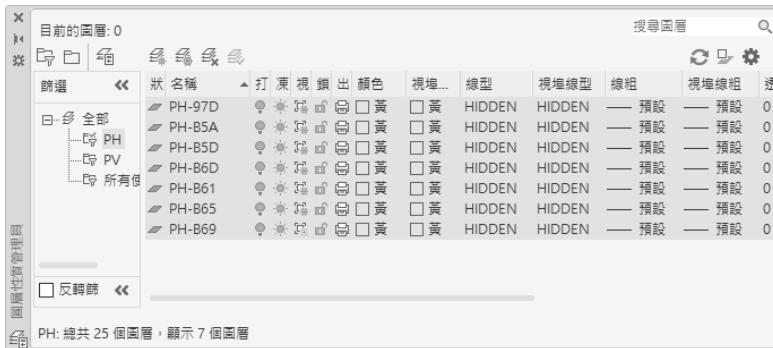 目前的圖層: 0
搜尋圖層
篩選
狀 名稱 打 凍 視 鎖 出 顏色 視埠... 線型 視埠線型 線粗 視埠線粗 透
全部
PH
PV
所有使
PH-97D 黃 黃 HIDDEN HIDDEN 預設 預設 0
PH-B5A 黃 黃 HIDDEN HIDDEN 預設 預設 0
PH-B5D 黃 黃 HIDDEN HIDDEN 預設 預設 0
PH-B6D 黃 黃 HIDDEN HIDDEN 預設 預設 0
PH-B61 黃 黃 HIDDEN HIDDEN 預設 預設 0
PH-B65 黃 黃 HIDDEN HIDDEN 預設 預設 0
PH-B69 黃 黃 HIDDEN HIDDEN 預設 預設 0
反轉篩
圖層性質管理員
PH: 總共 25 個圖層，顯示 7 個圖層